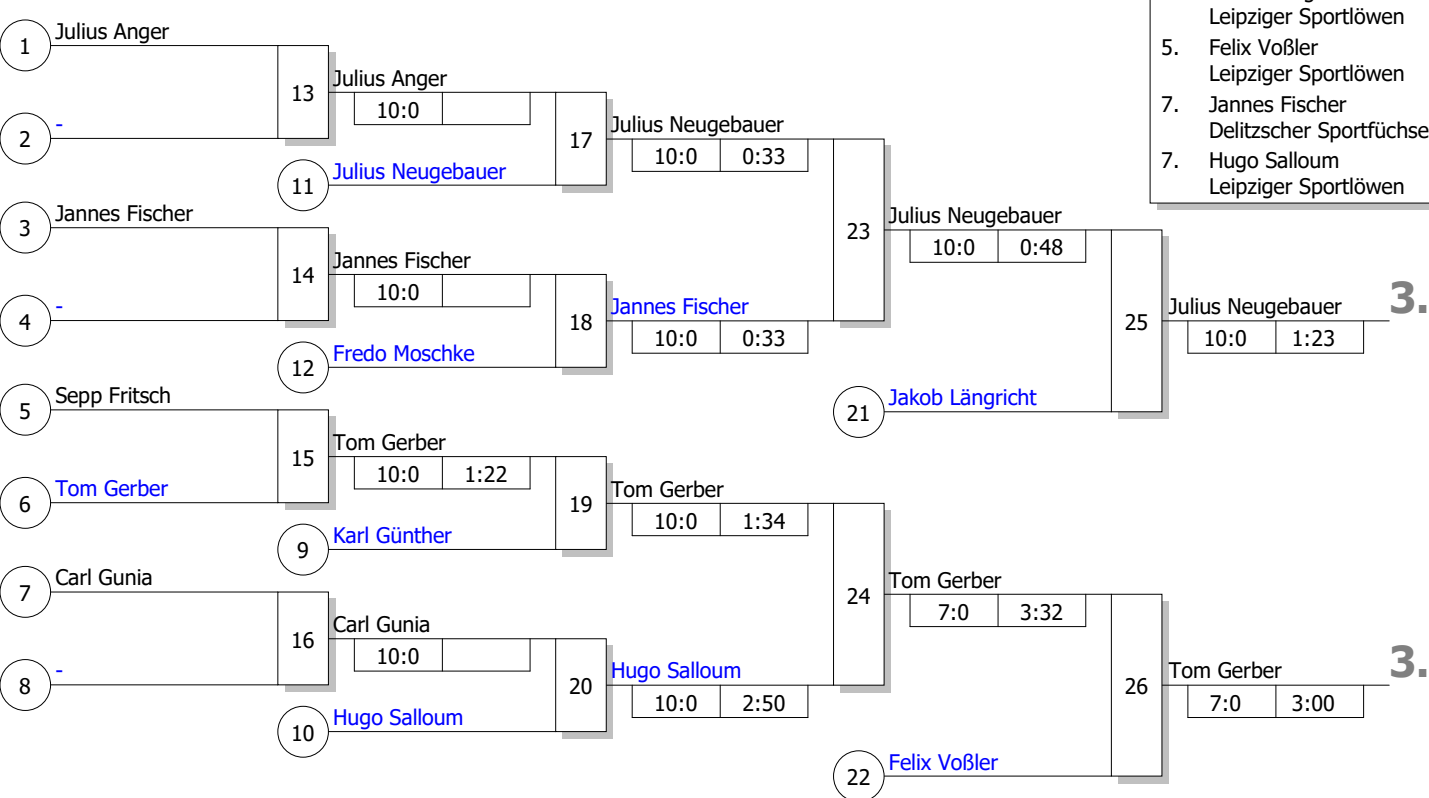 Leipziger Sportlöwen
5. Felix Voßler
Leipziger Sportlöwen
7. Jannes Fischer
Delitzscher Sportfüchse
7. Hugo Salloum
Leipziger Sportlöwen
1 Julius Anger
2 -
13 Julius Anger
10:0
11 Julius Neugebauer
17 Julius Neugebauer
10:0 0:33
3 Jannes Fischer
4 -
14 Jannes Fischer
10:0
12 Fredo Moschke
18 Jannes Fischer
10:0 0:33
23 Julius Neugebauer
10:0 0:48
21 Jakob Längricht
25 Julius Neugebauer 3.
10:0 1:23
5 Sepp Fritsch
6 Tom Gerber
15 Tom Gerber
10:0 1:22
9 Karl Günther
19 Tom Gerber
10:0 1:34
7 Carl Gunia
8 -
16 Carl Gunia
10:0
10 Hugo Salloum
20 Hugo Salloum
10:0 2:50
24 Tom Gerber
7:0 3:32
22 Felix Voßler
26 Tom Gerber 3.
7:0 3:00